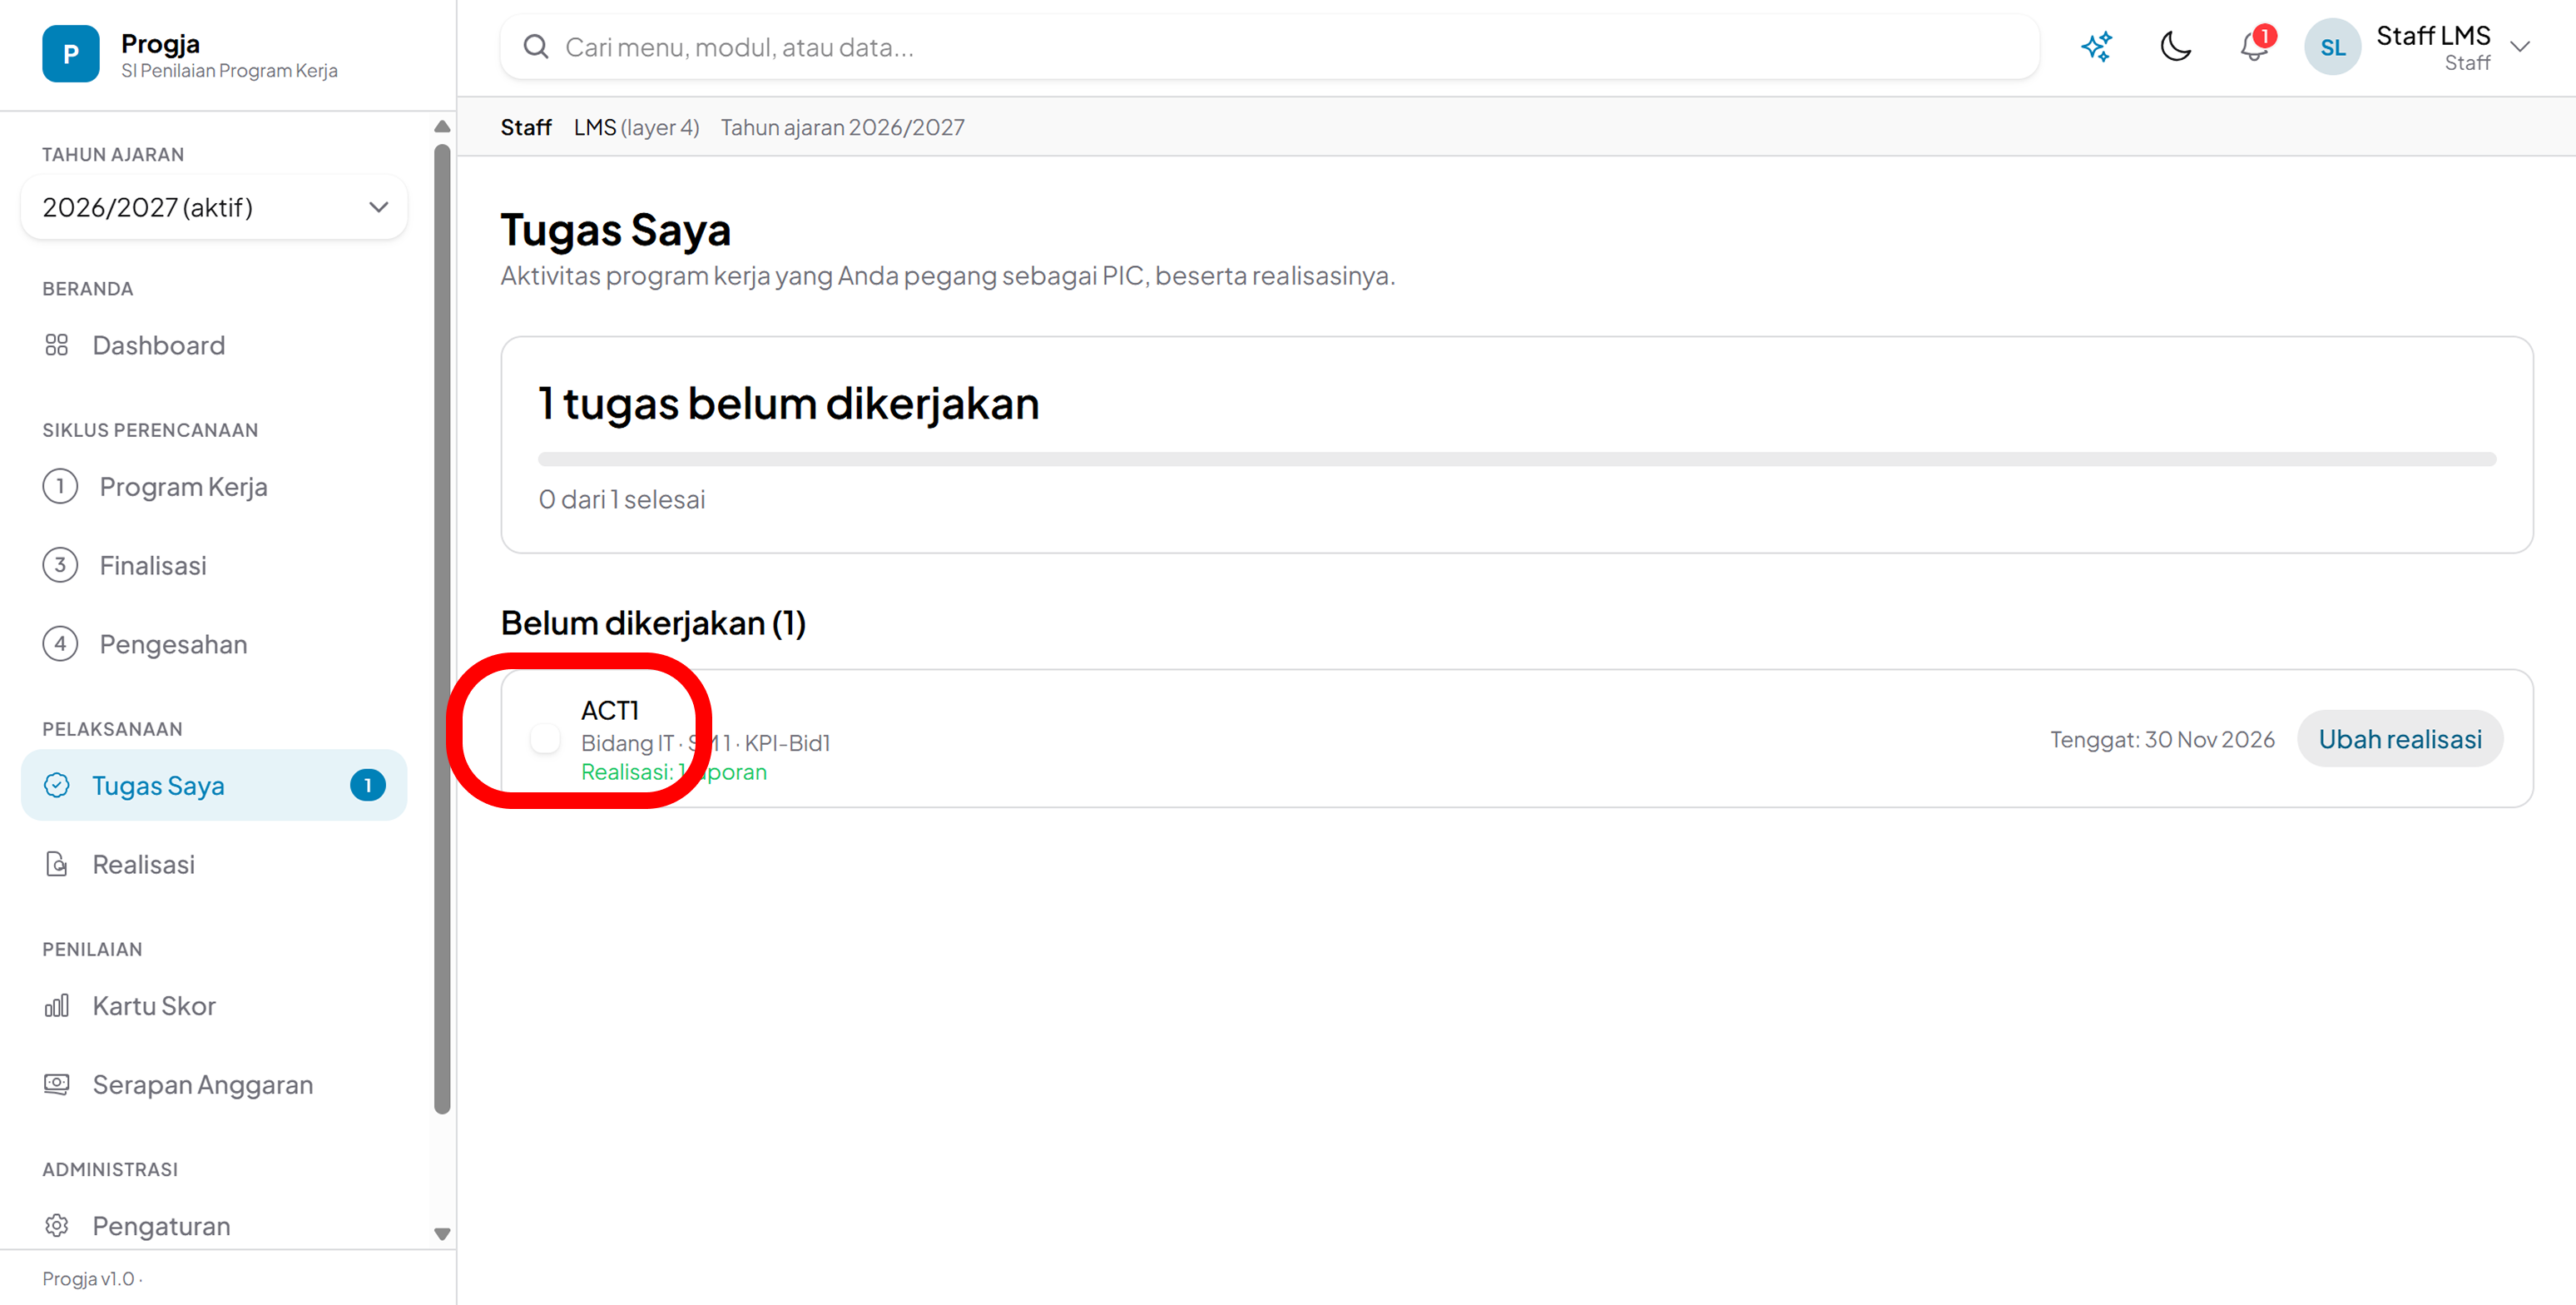 P
Progja
SI Penilaian Program Kerja
Cari menu, modul, atau data...
1
SL
Staff LMS
Staff
Staff LMS (layer 4) Tahun ajaran 2026/2027
TAHUN AJARAN
2026/2027 (aktif)
BERANDA
Dashboard
SIKLUS PERENCANAAN
1 Program Kerja
3 Finalisasi
4 Pengesahan
PELAKSANAAN
Tugas Saya 1
Realisasi
PENILAIAN
Kartu Skor
Serapan Anggaran
ADMINISTRASI
Pengaturan
Progja v1.0 ·
Tugas Saya
Aktivitas program kerja yang Anda pegang sebagai PIC, beserta realisasinya.
1 tugas belum dikerjakan
0 dari 1 selesai
Belum dikerjakan (1)
ACT1
Bidang IT · 1 · KPI-Bid1
Realisasi: 1 laporan
Tenggat: 30 Nov 2026
Ubah realisasi